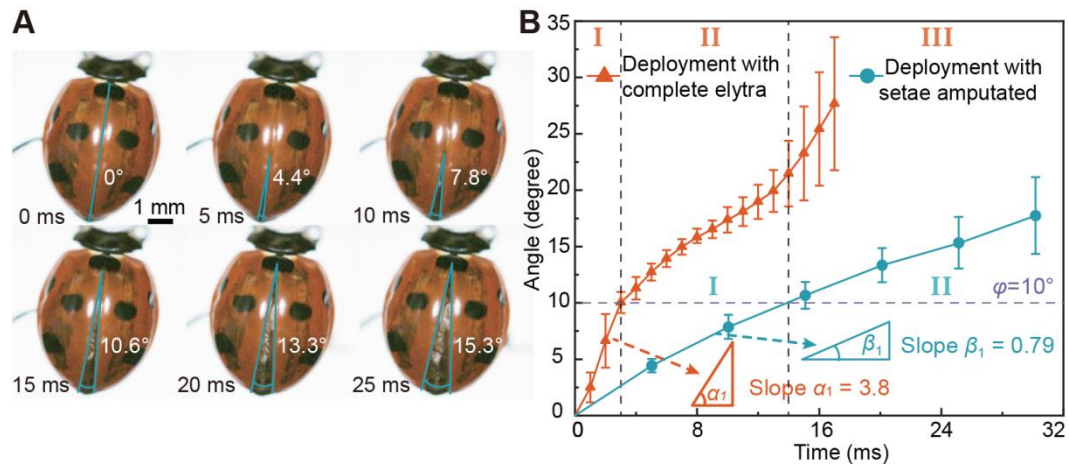 A
0°
0 ms
1 mm
4.4°
5 ms
7.8°
10 ms
10.6°
15 ms
13.3°
20 ms
15.3°
25 ms
B
I
II
III
Deployment with
complete elytra
Deployment with
setae amputated
I
II
φ=10°
α1
Slope α1 = 3.8
β1
Slope β1 = 0.79
Angle (degree)
35
30
25
20
15
10
5
0
0
8
16
24
32
Time (ms)